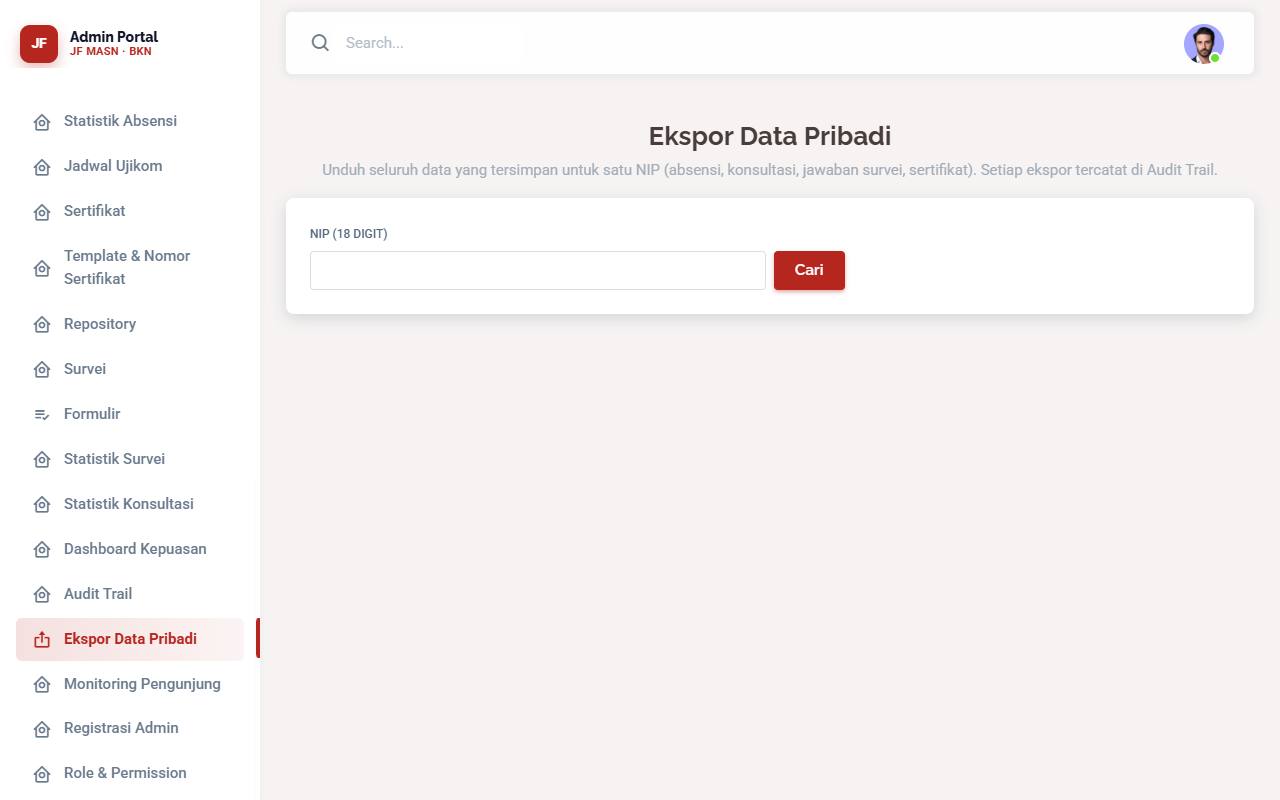 JF
Admin Portal
JF MASN · BKN
Statistik Absensi
Jadwal Ujikom
Sertifikat
Template & Nomor
Sertifikat
Repository
Survei
Formulir
Statistik Survei
Statistik Konsultasi
Dashboard Kepuasan
Audit Trail
Ekspor Data Pribadi
Monitoring Pengunjung
Registrasi Admin
Role & Permission
Search...
Ekspor Data Pribadi
Unduh seluruh data yang tersimpan untuk satu NIP (absensi, konsultasi, jawaban survei, sertifikat). Setiap ekspor tercatat di Audit Trail.
NIP (18 DIGIT)
Cari